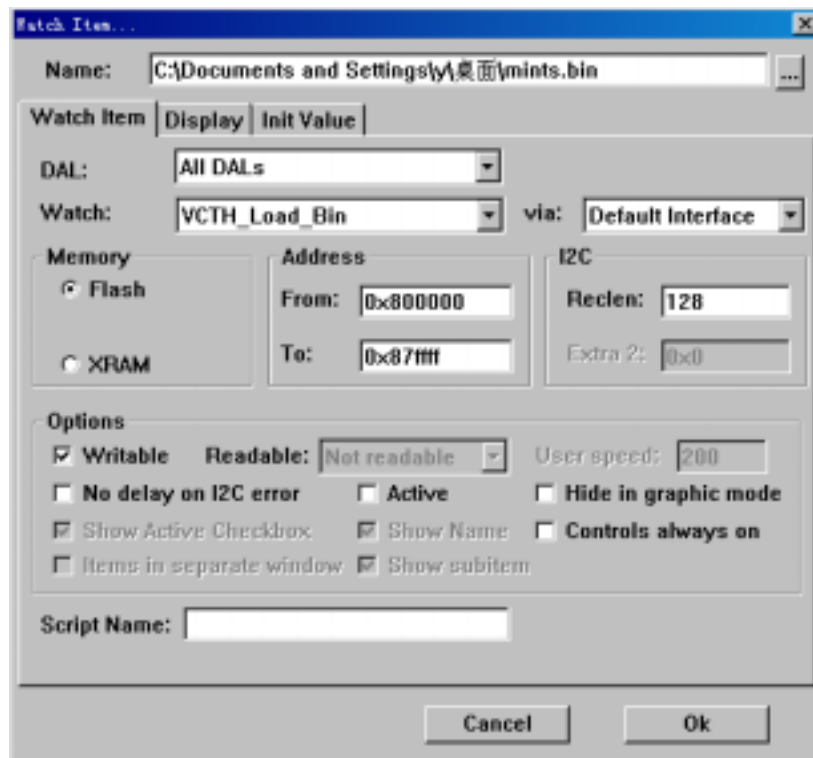 Watch Item...
Name: C:\Documents and Settings\y\桌面\mints.bin ...
Watch Item Display Init Value
DAL: All DALs
Watch: VCTH_Load_Bin via: Default Interface
Memory Address I2C
Flash From: 0x800000 Reclen: 128
XRAM To: 0x87ffff Extra 2: 0x0
Options
Writable Readable: Not readable User speed: 200
No delay on I2C error Active Hide in graphic mode
Show Active Checkbox Show Name Controls always on
Items in separate window Show subitem
Script Name:
Cancel Ok